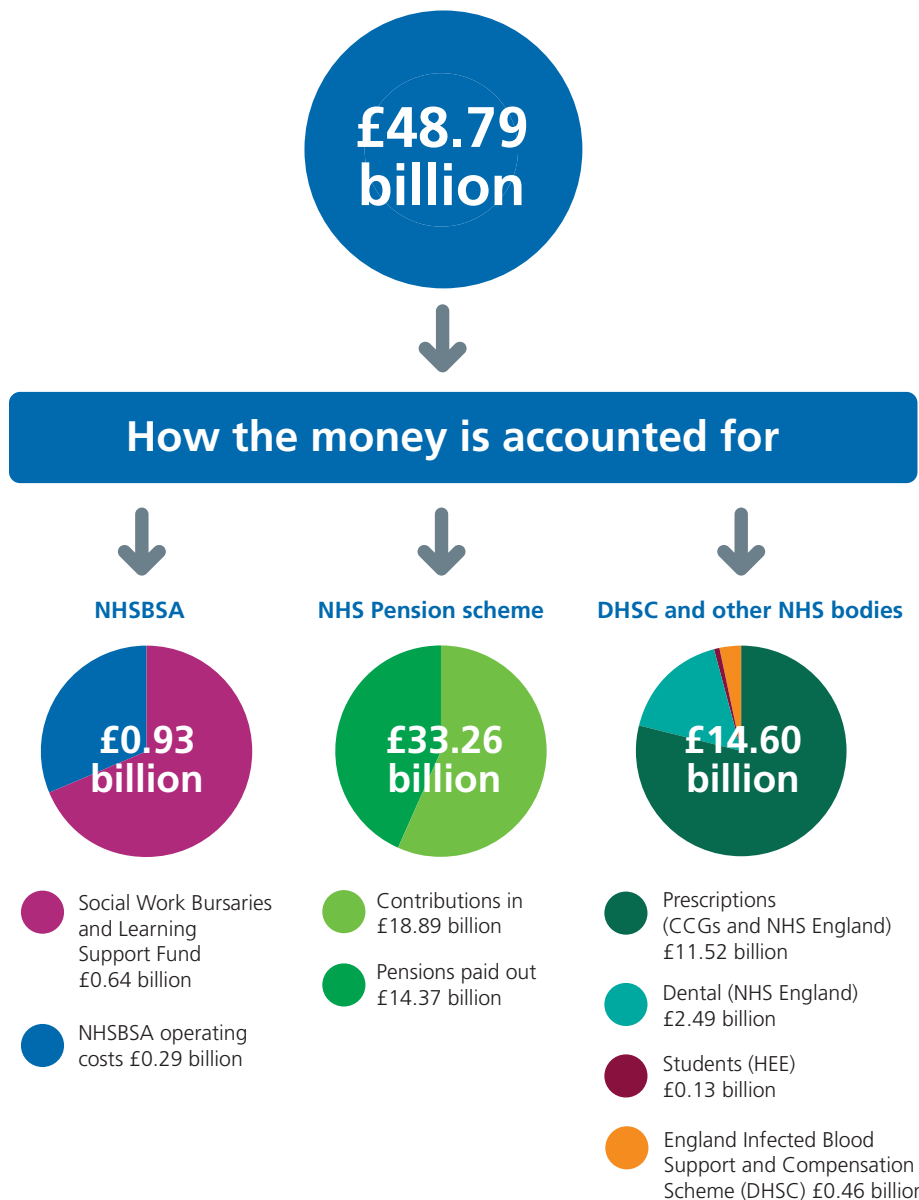 £48.79
billion
How the money is accounted for
NHSBSA
£0.93
billion
Social Work Bursaries
and Learning
Support Fund
£0.64 billion
NHSBSA operating
costs £0.29 billion
NHS Pension scheme
£33.26
billion
Contributions in
£18.89 billion
Pensions paid out
£14.37 billion
DHSC and other NHS bodies
£14.60
billion
Prescriptions
(CCGs and NHS England)
£11.52 billion
Dental (NHS England)
£2.49 billion
Students (HEE)
£0.13 billion
England Infected Blood
Support and Compensation
Scheme (DHSC) £0.46 billion